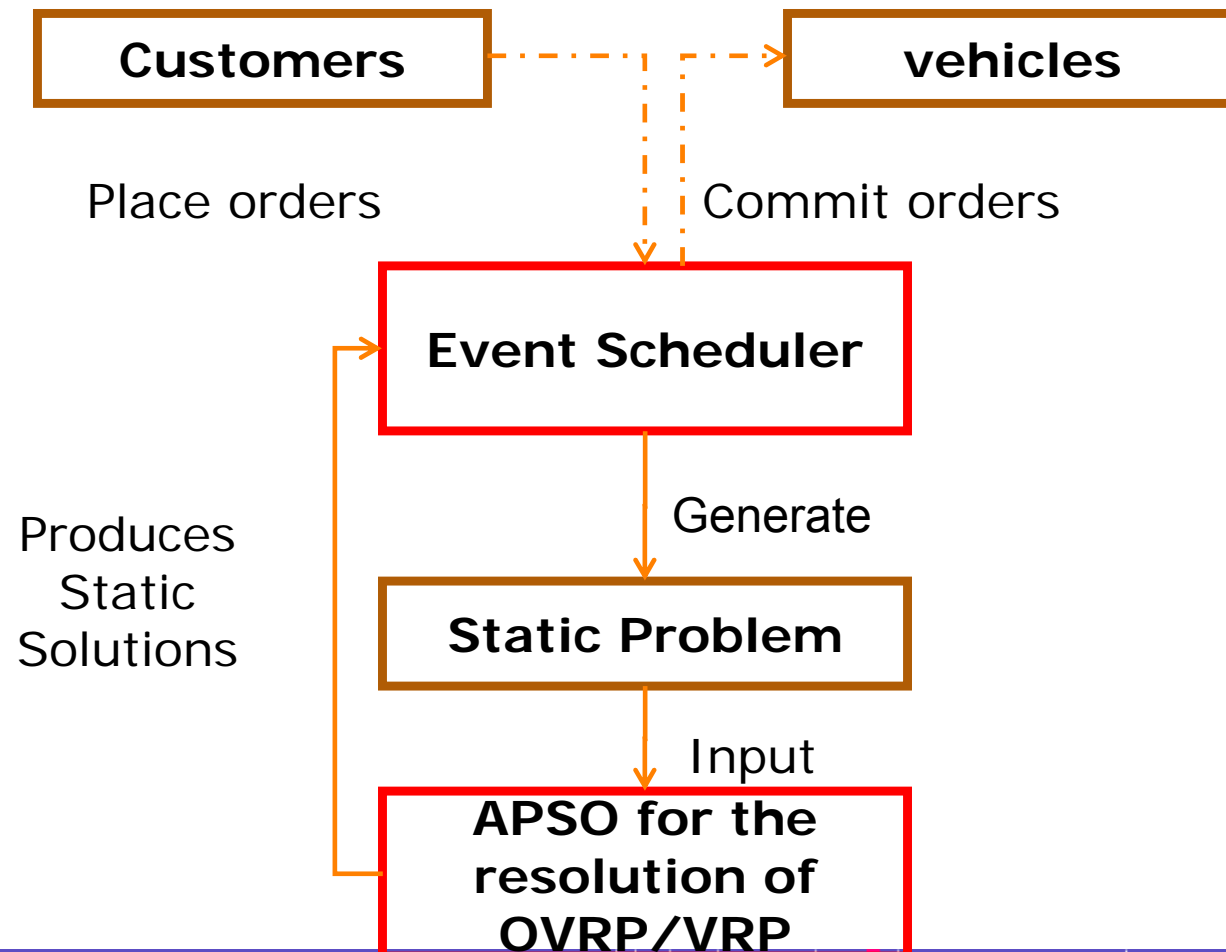 Customers
vehicles
Place orders
Commit orders
Event Scheduler
Generate
Produces
Static
Solutions
Static Problem
Input
APSO for the
resolution of
OVRP/VRP